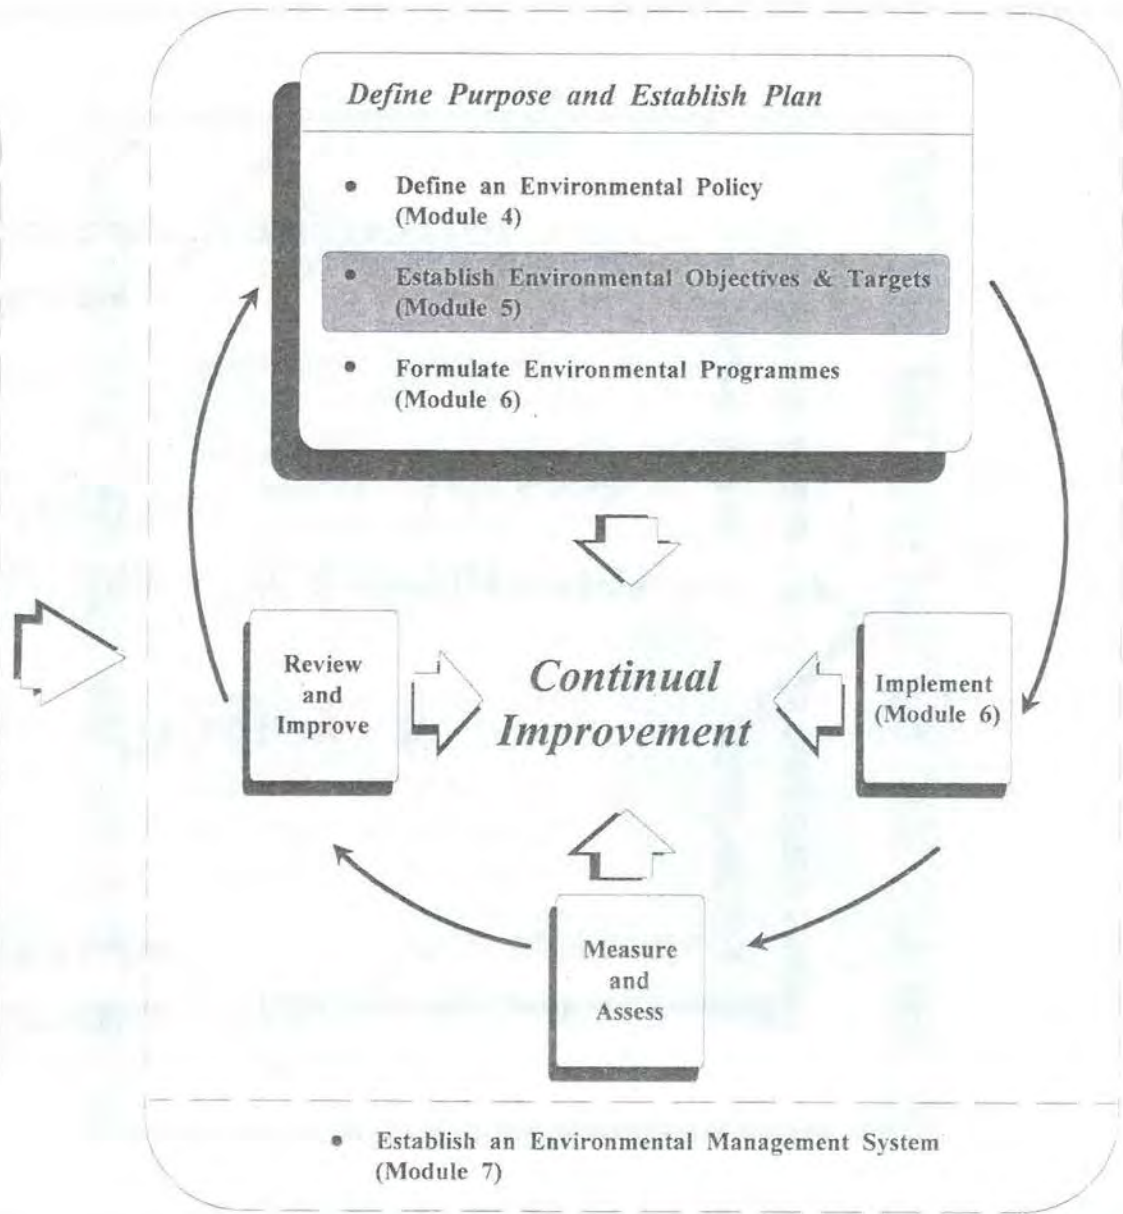 Define Purpose and Establish Plan
• Define an Environmental Policy
(Module 4)
• Establish Environmental Objectives & Targets
(Module 5)
• Formulate Environmental Programmes
(Module 6)
Review
and
Improve
Continual
Improvement
Implement
(Module 6)
Measure
and
Assess
• Establish an Environmental Management System
(Module 7)